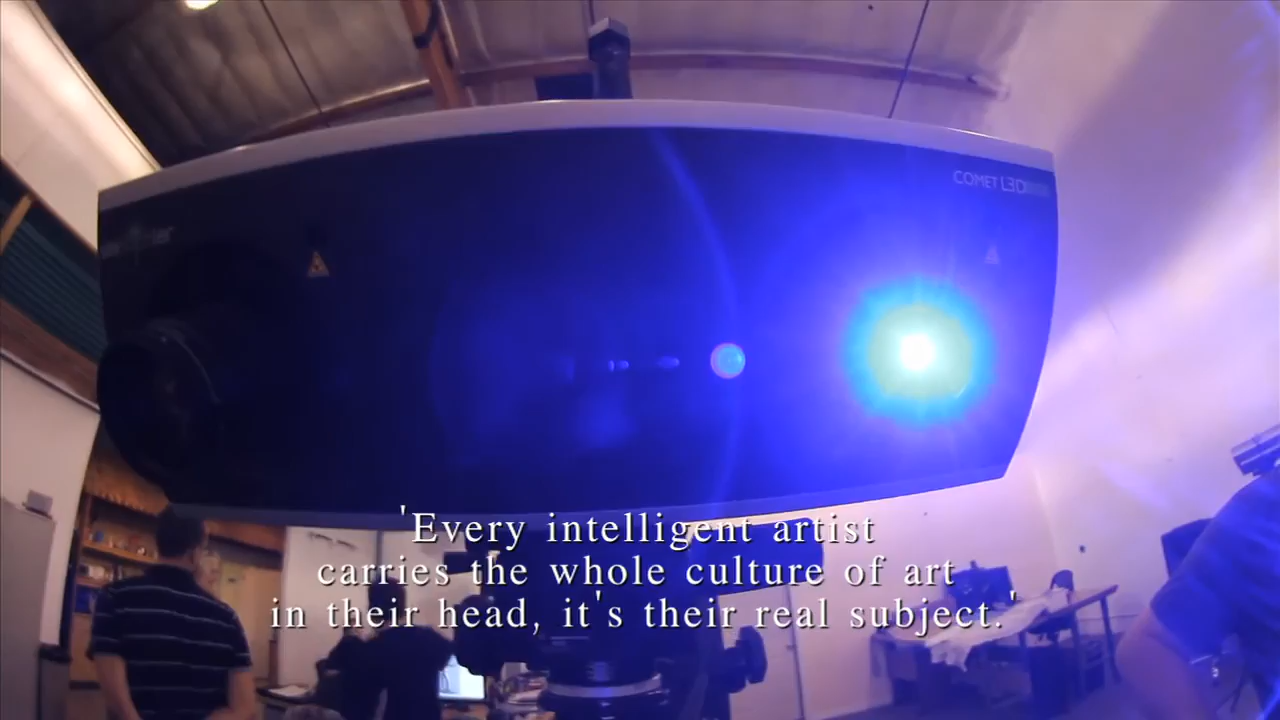 COMET L3D
'Every intelligent artist
carries the whole culture of art
in their head, it's their real subject.'